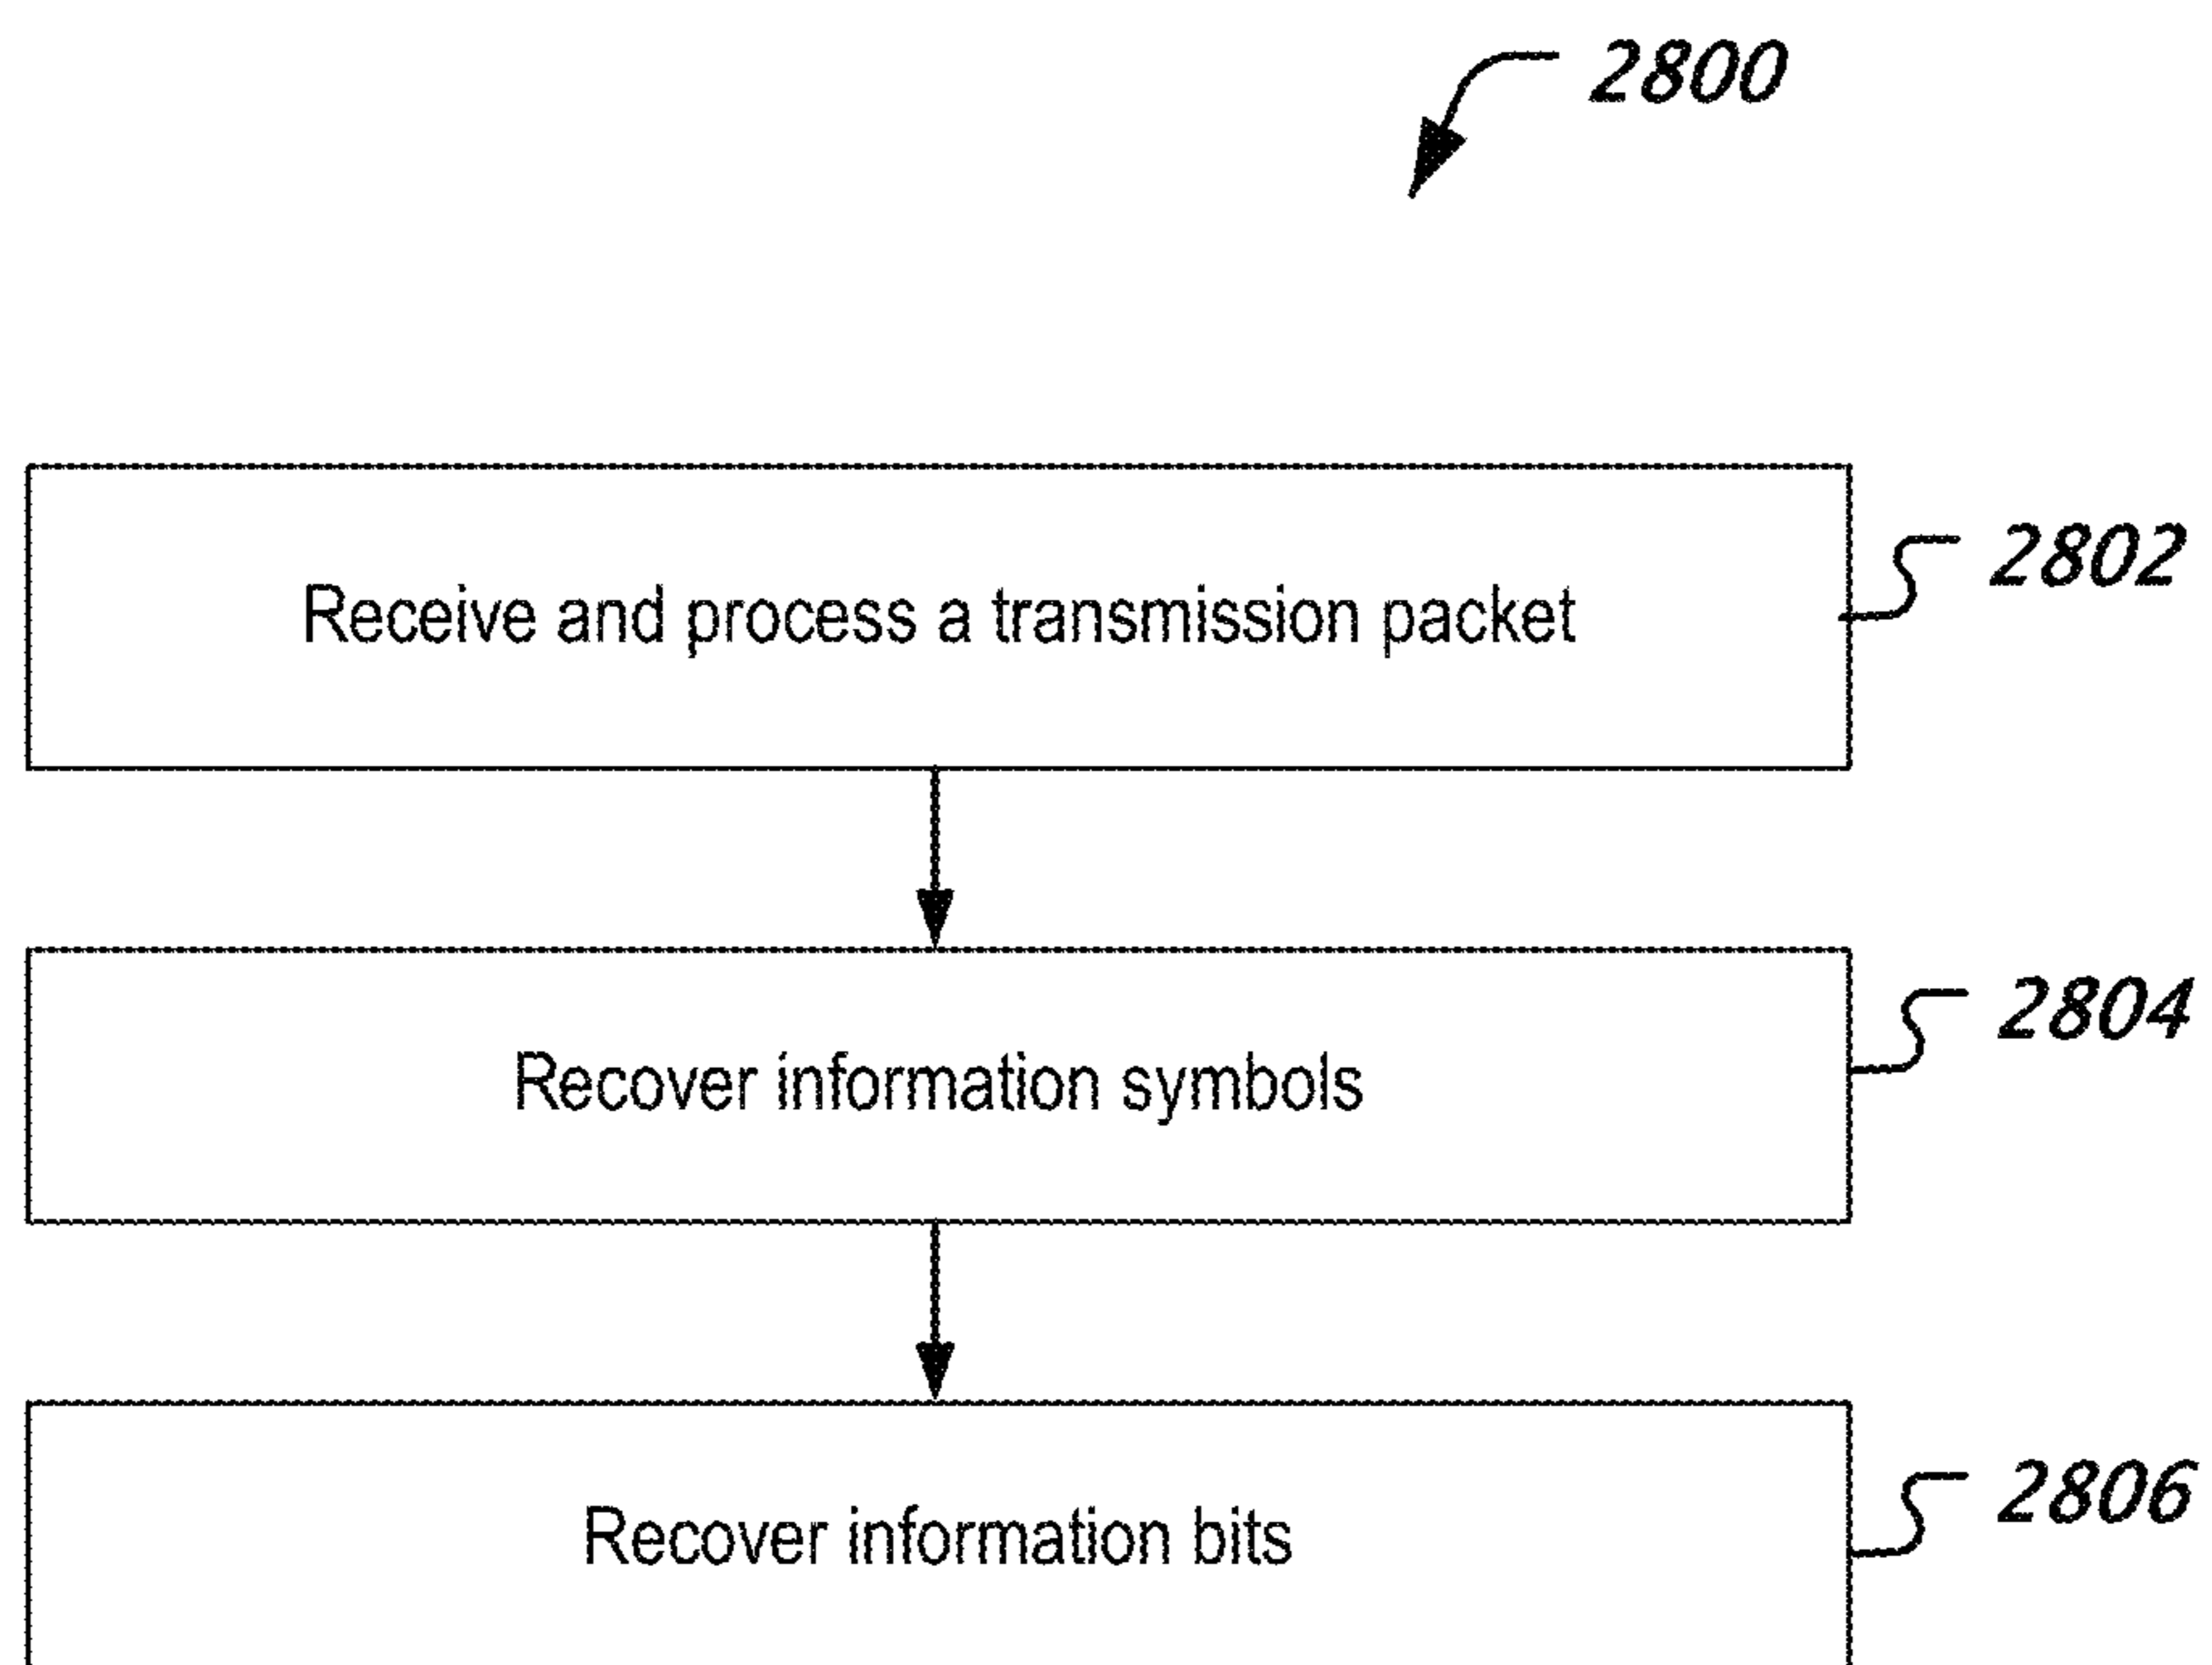 2800
Receive and process a transmission packet
2802
Recover information symbols
2804
Recover information bits
2806